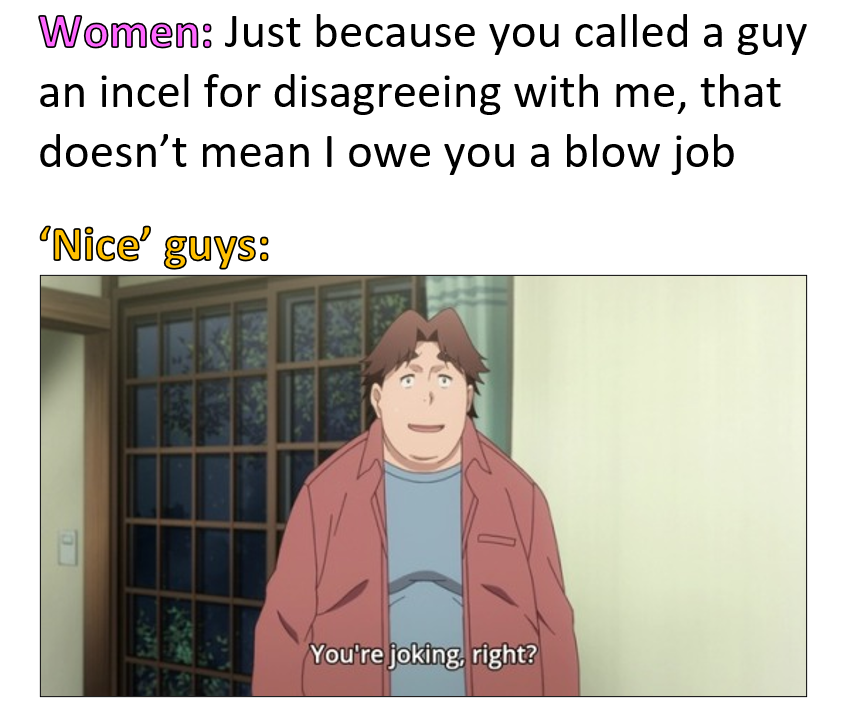 Women: Just because you called a guy
an incel for disagreeing with me, that
doesn’t mean I owe you a blow job
‘Nice’ guys:
You're joking, right?